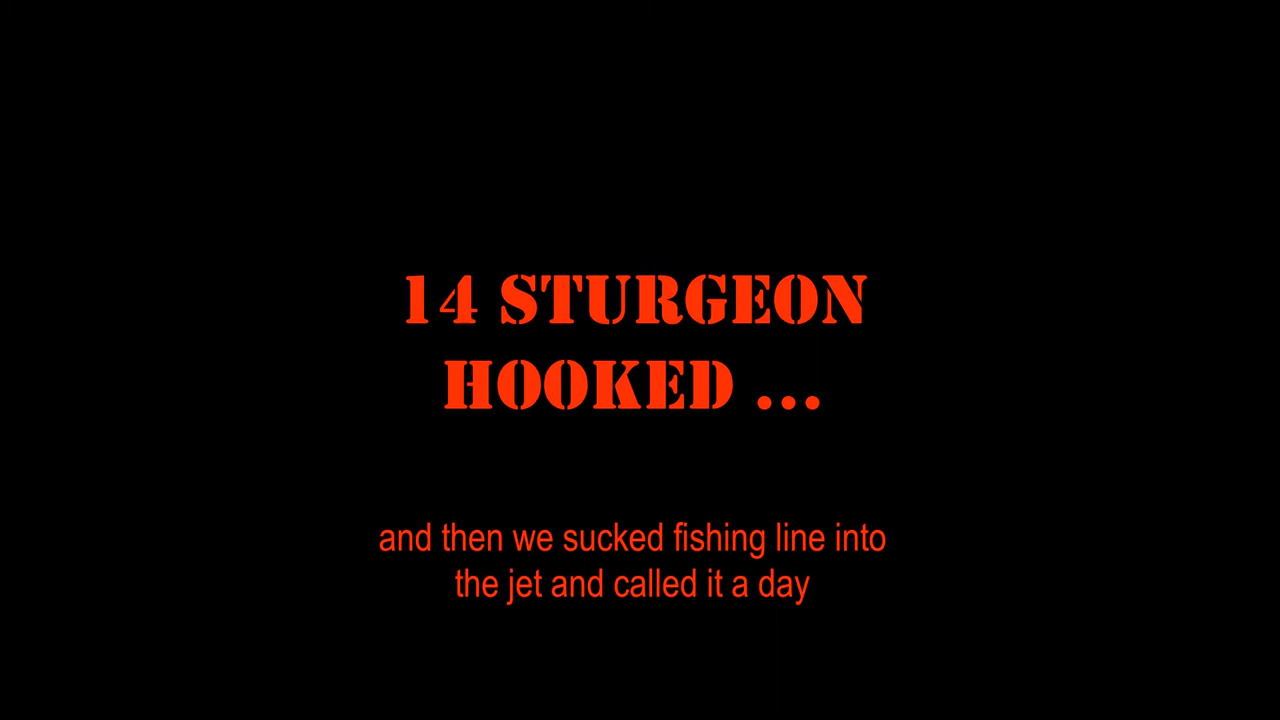 14 STURGEON
HOOKED ...
and then we sucked fishing line into
the jet and called it a day